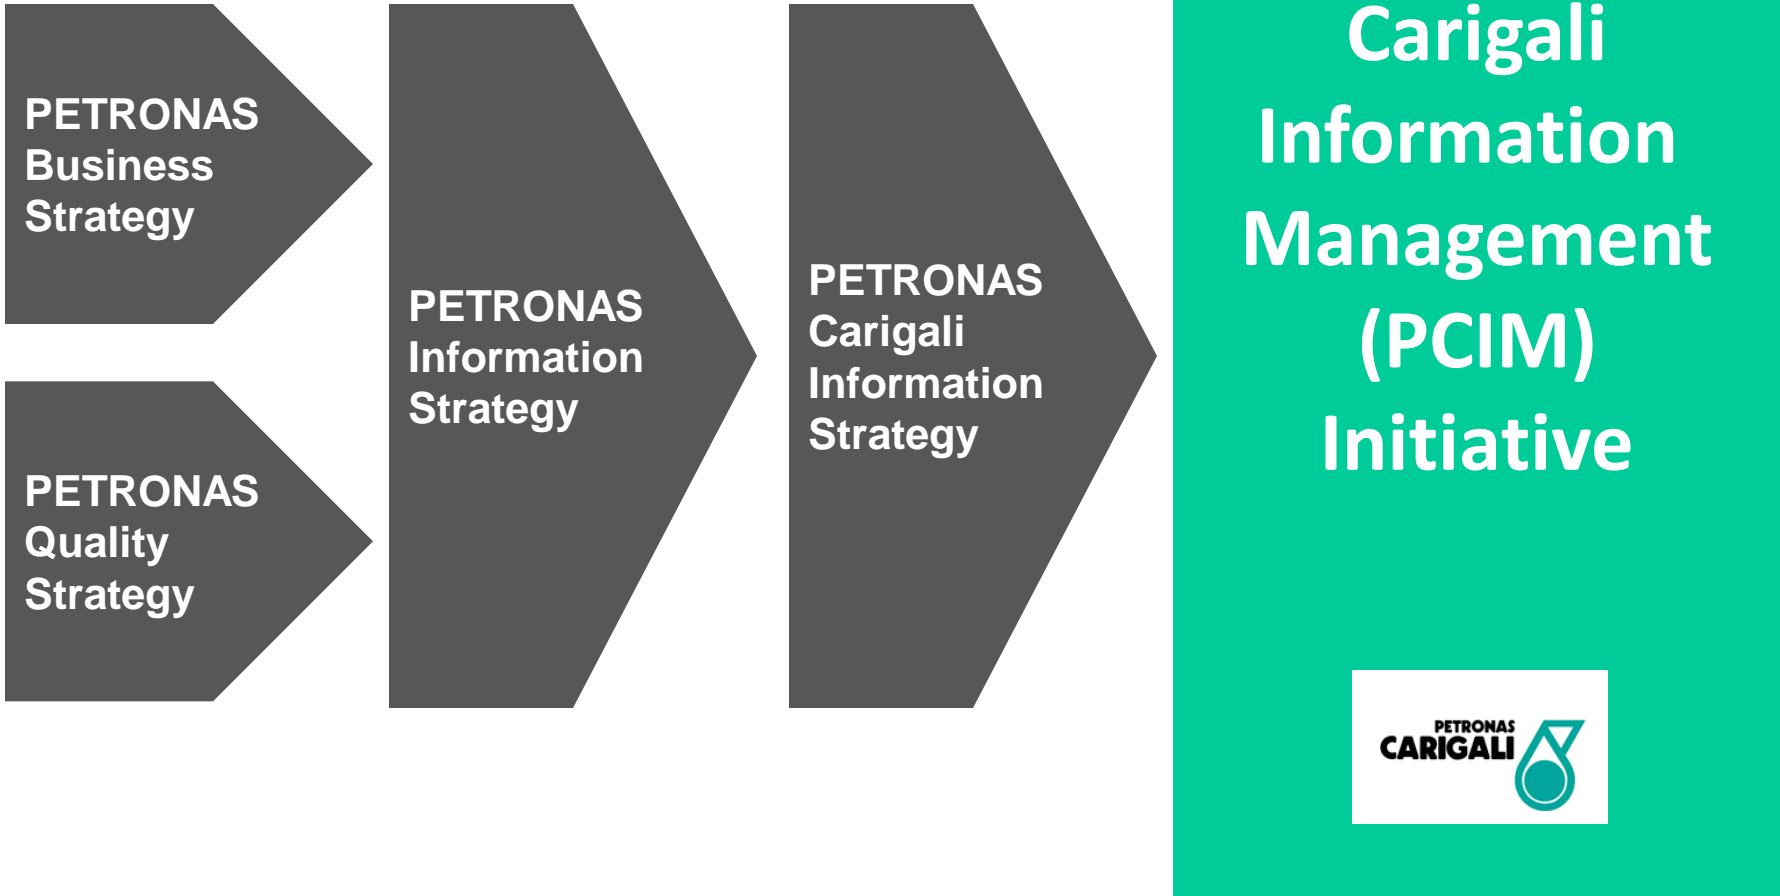 PETRONAS
Business
Strategy
PETRONAS
Quality
Strategy
PETRONAS
Information
Strategy
PETRONAS
Carigali
Information
Strategy
Carigali
Information
Management
(PCIM)
Initiative
PETRONAS
CARIGALI